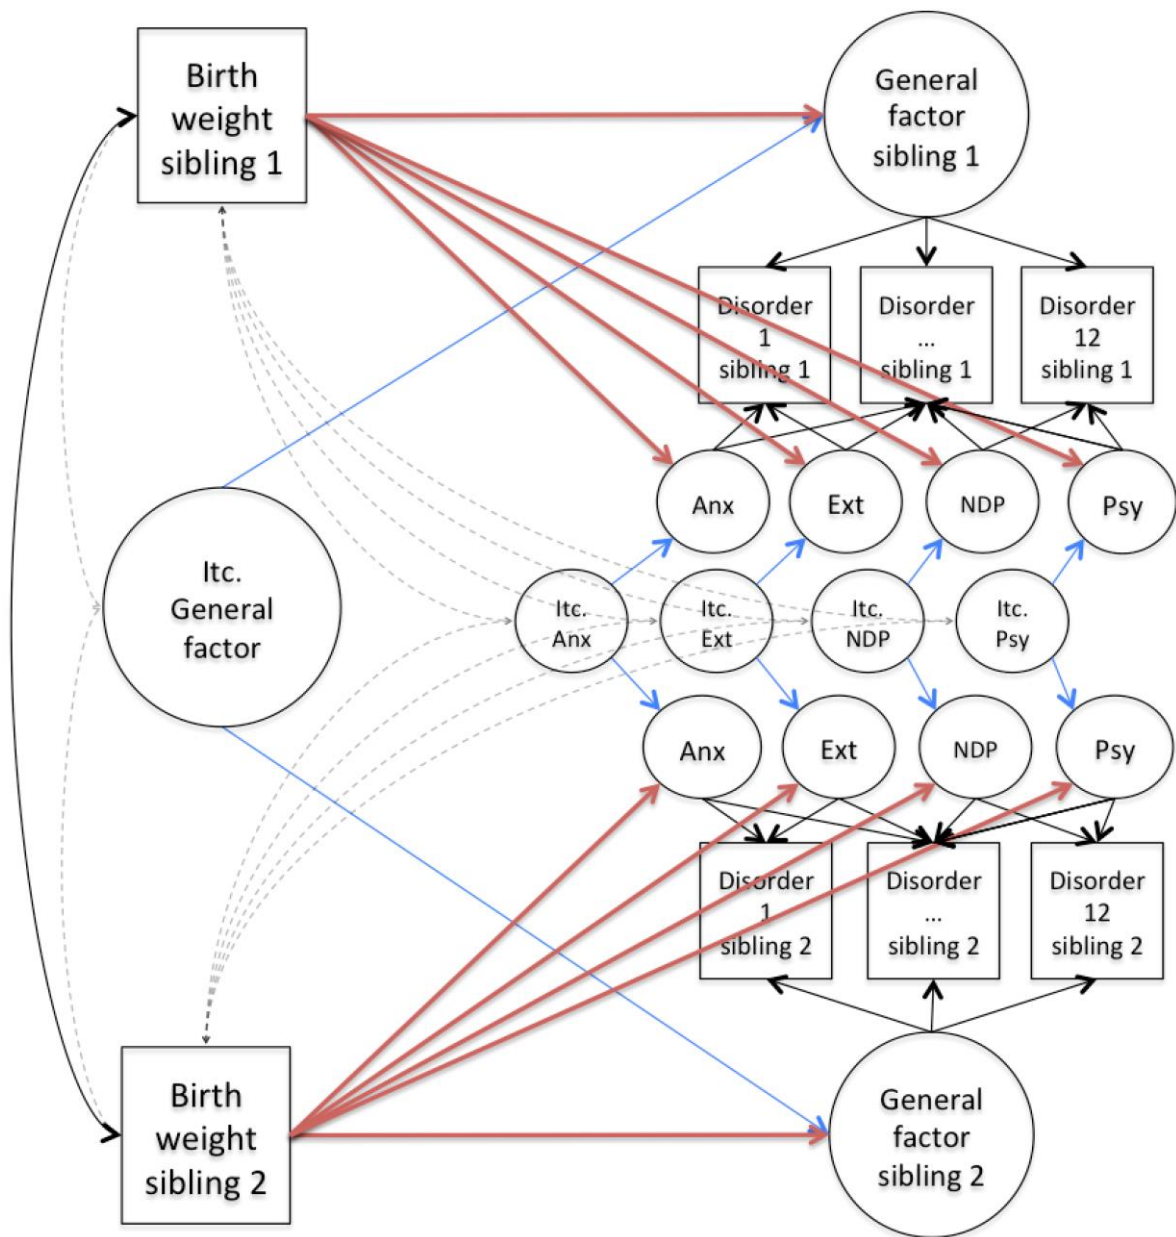 Birth
weight
sibling 1
General
factor
sibling 1
Disorder
1
sibling 1
Disorder
...
sibling 1
Disorder
12
sibling 1
Anx
Ext
NDP
Psy
Itc.
General
factor
Itc.
Anx
Itc.
Ext
Itc.
NDP
Itc.
Psy
Anx
Ext
NDP
Psy
Disorder
1
sibling 2
Disorder
...
sibling 2
Disorder
12
sibling 2
Birth
weight
sibling 2
General
factor
sibling 2